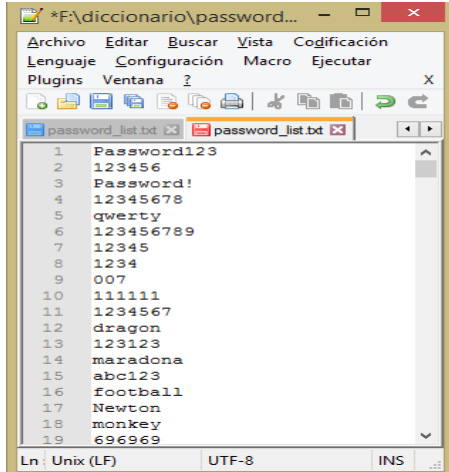 *F:\diccionario\password...
Archivo Editar Buscar Vista Codificación
Lenguaje Configuración Macro Ejecutar
Plugins Ventana ? X
password_list.txt password_list.txt
1 Password123
2 123456
3 Password!
4 12345678
5 qwerty
6 123456789
7 12345
8 1234
9 007
10 111111
11 1234567
12 dragon
13 123123
14 maradona
15 abc123
16 football
17 Newton
18 monkey
19 696969
Ln : Unix (LF) UTF-8 INS